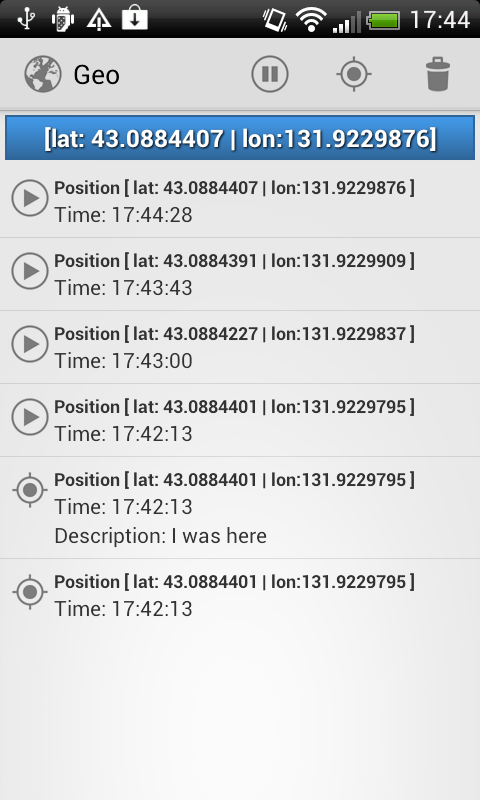 17:44
Geo
[lat: 43.0884407 | lon:131.9229876]
Position [ lat: 43.0884407 | lon:131.9229876 ]
Time: 17:44:28
Position [ lat: 43.0884391 | lon:131.9229909 ]
Time: 17:43:43
Position [ lat: 43.0884227 | lon:131.9229837 ]
Time: 17:43:00
Position [ lat: 43.0884401 | lon:131.9229795 ]
Time: 17:42:13
Position [ lat: 43.0884401 | lon:131.9229795 ]
Time: 17:42:13
Description: I was here
Position [ lat: 43.0884401 | lon:131.9229795 ]
Time: 17:42:13